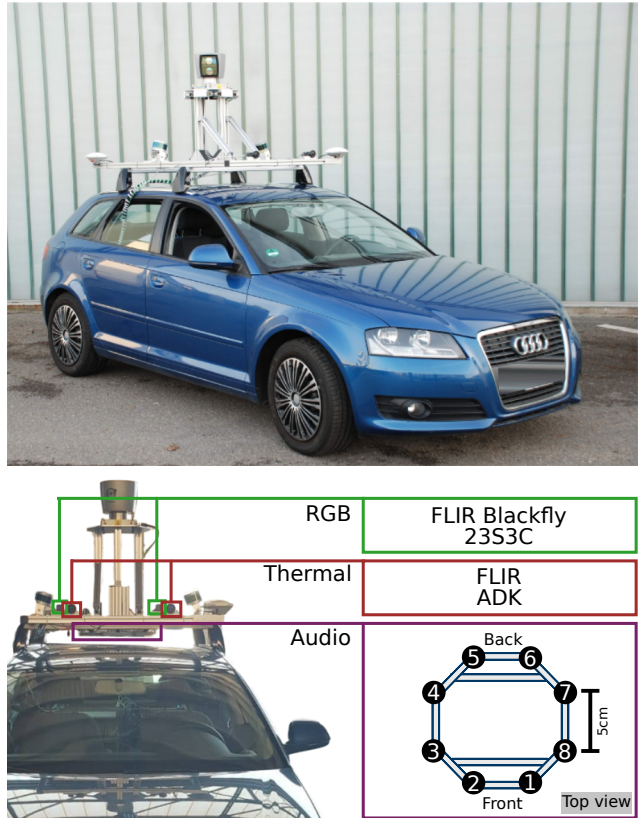 RGB
FLIR Blackfly
23S3C
Thermal
FLIR
ADK
Audio
Back
5 6
4 7
5cm
3 8
2 1
Front
Top view